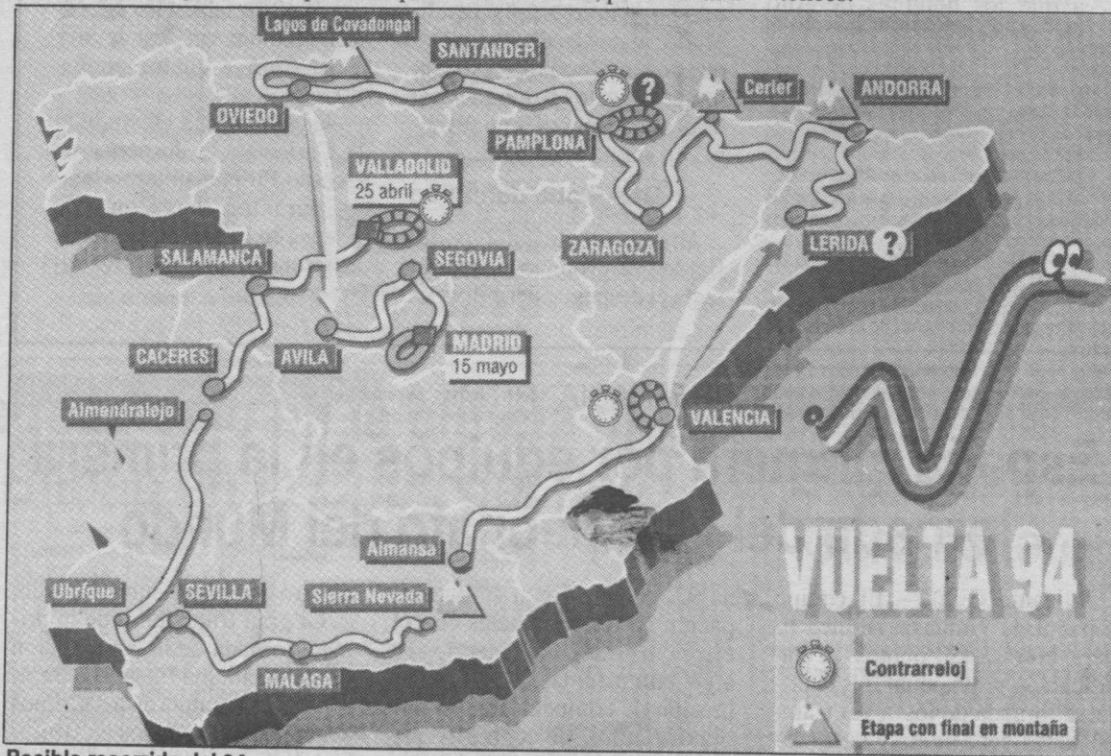 Lagos de Covadonga
SANTANDER
OVIEDO
?
Cerler
ANDORRA
PAMPLONA
VALLADOLID
25 abril
SALAMANCA
SEGOVIA
ZARAGOZA
LERIDA ?
CACERES
AVILA
MADRID
15 mayo
Almendralejo
VALENCIA
Almansa
Ubrique
SEVILLA
Sierra Nevada
MALAGA
VUELTA 94
Contrarreloj
Etapa con final en montaña